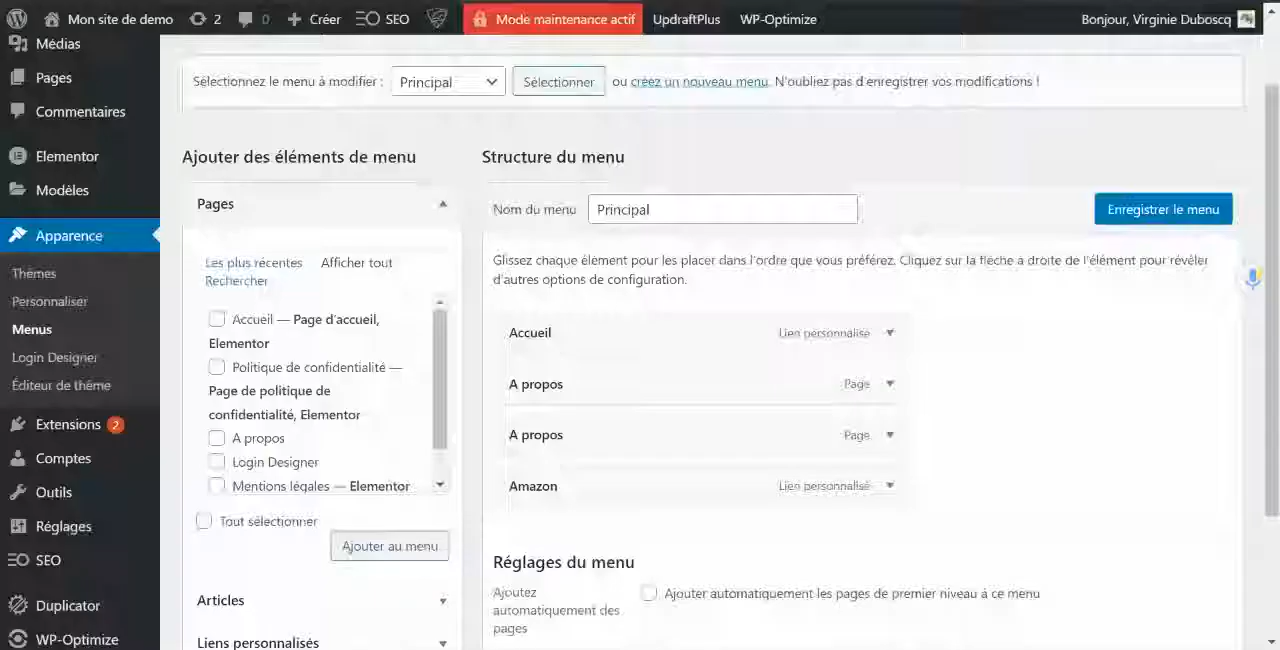 Mon site de demo 2 0 Créer SEO Mode maintenance actif UpdraftPlus WP-Optimize Bonjour, Virginie Duboscq
Médias
Pages
Commentaires
Elementor
Modèles
Apparence
Thèmes
Personnaliser
Menus
Login Designer
Éditeur de thème
Extensions 2
Comptes
Outils
Réglages
SEO
Duplicator
WP-Optimize
Sélectionnez le menu à modifier : Principal Sélectionner ou créez un nouveau menu. N'oubliez pas d'enregistrer vos modifications !
Ajouter des éléments de menu
Pages
Les plus récentes Afficher tout
Rechercher
Accueil — Page d'accueil,
Elementor
Politique de confidentialité —
Page de politique de
confidentialité, Elementor
A propos
Login Designer
Mentions légales — Elementor
Tout sélectionner
Ajouter au menu
Articles
Liens personnalisés
Structure du menu
Nom du menu Principal Enregistrer le menu
Glissez chaque élément pour les placer dans l'ordre que vous préférez. Cliquez sur la flèche à droite de l'élément pour révéler
d'autres options de configuration.
Accueil Lien personnalisé
A propos Page
A propos Page
Amazon Lien personnalisé
Réglages du menu
Ajoutez
automatiquement des
pages
Ajouter automatiquement les pages de premier niveau à ce menu